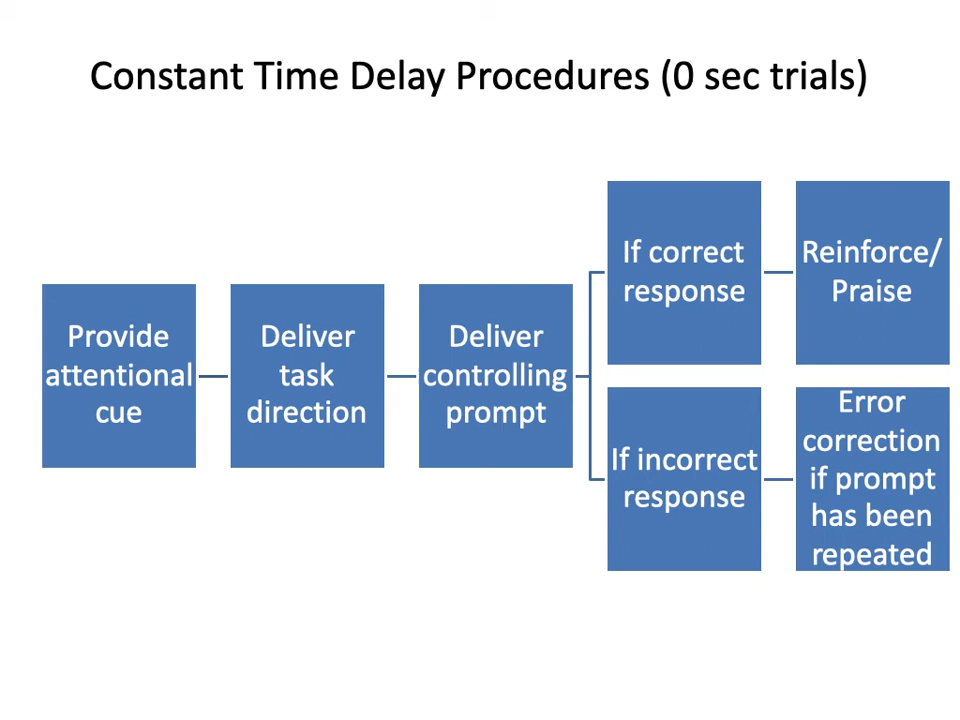 Constant Time Delay Procedures (0 sec trials)
Provide
attentional
cue
Deliver
task
direction
Deliver
controlling
prompt
If correct
response
Reinforce/
Praise
If incorrect
response
Error
correction
if prompt
has been
repeated